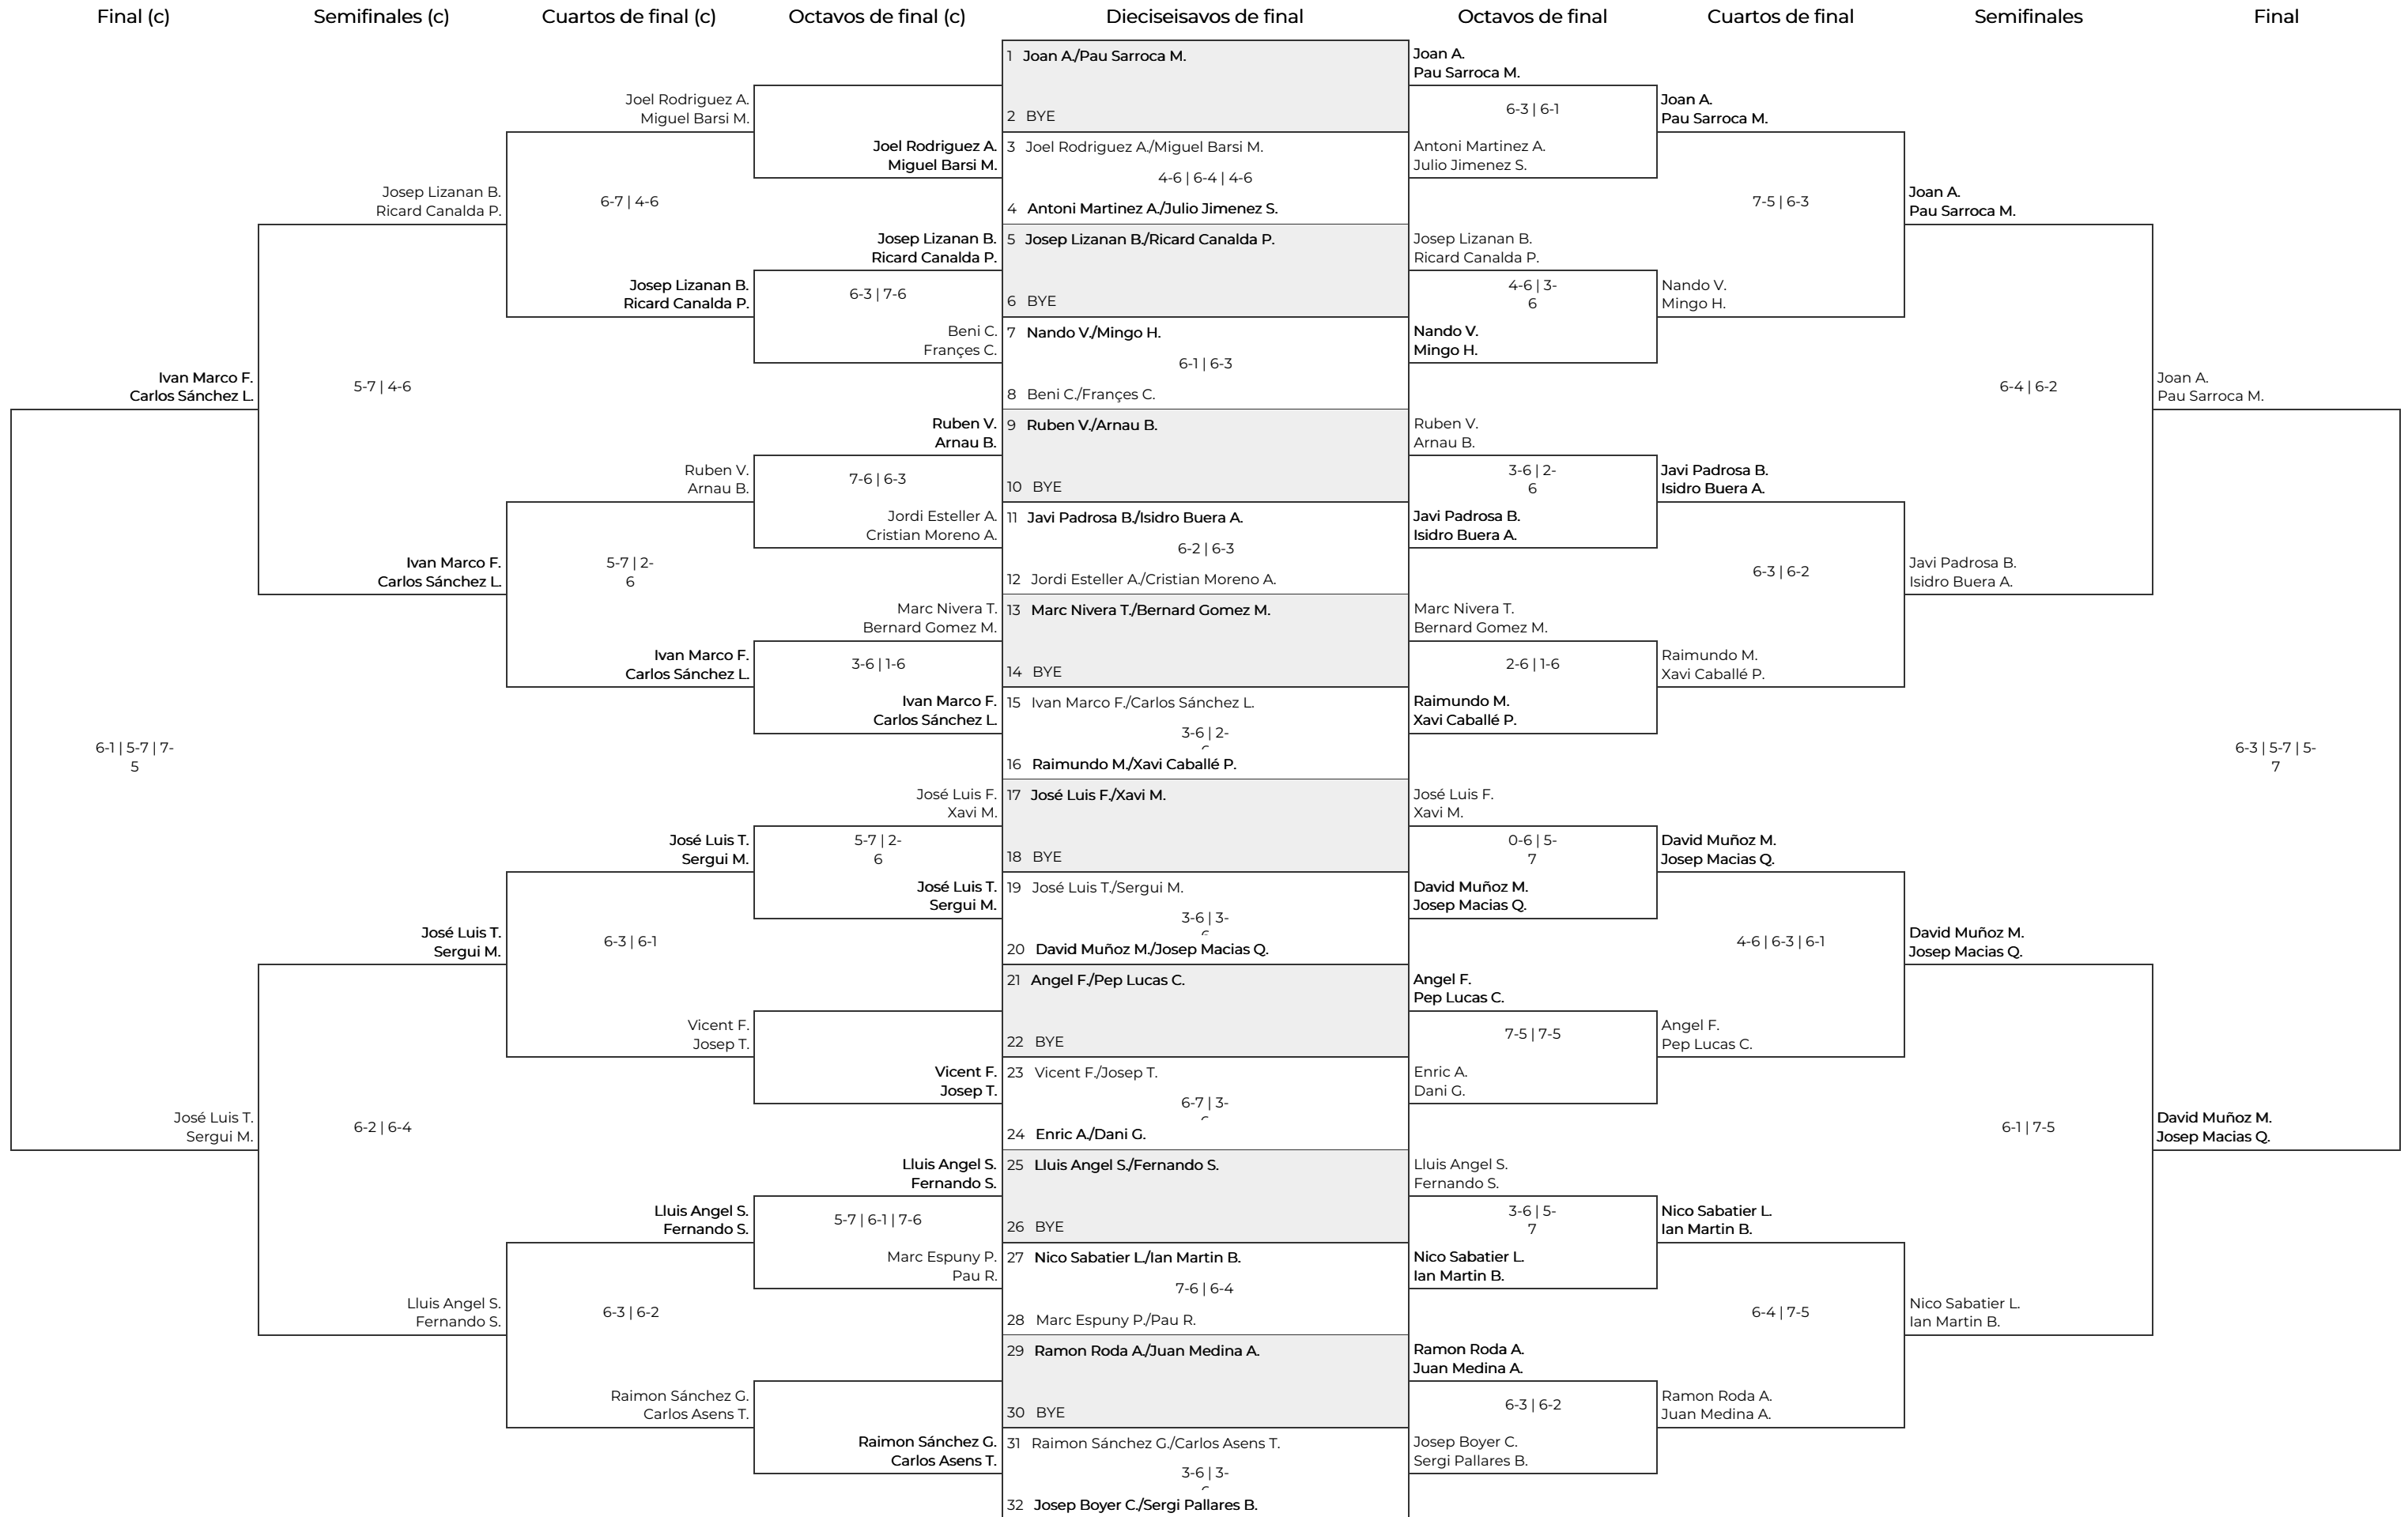 Final (c)
Semifinales (c)
Cuartos de final (c)
Octavos de final (c)
Dieciseisavos de final
Octavos de final
Cuartos de final
Semifinales
Final
Ivan Marco F.
Carlos Sánchez L.
6-1 | 5-7 | 7-
5
José Luis T.
Sergui M.
Josep Lizanan B.
Ricard Canalda P.
5-7 | 4-6
Ivan Marco F.
Carlos Sánchez L.
José Luis T.
Sergui M.
6-2 | 6-4
Lluis Angel S.
Fernando S.
Joel Rodriguez A.
Miguel Barsi M.
6-7 | 4-6
Josep Lizanan B.
Ricard Canalda P.
Ruben V.
Arnau B.
5-7 | 2-
6
Ivan Marco F.
Carlos Sánchez L.
José Luis T.
Sergui M.
6-3 | 6-1
Vicent F.
Josep T.
Lluis Angel S.
Fernando S.
6-3 | 6-2
Raimon Sánchez G.
Carlos Asens T.
Joel Rodriguez A.
Miguel Barsi M.
Josep Lizanan B.
Ricard Canalda P.
6-3 | 7-6
Beni C.
Françes C.
Ruben V.
Arnau B.
7-6 | 6-3
Jordi Esteller A.
Cristian Moreno A.
Marc Nivera T.
Bernard Gomez M.
3-6 | 1-6
Ivan Marco F.
Carlos Sánchez L.
José Luis F.
Xavi M.
5-7 | 2-
6
José Luis T.
Sergui M.
Vicent F.
Josep T.
Lluis Angel S.
Fernando S.
5-7 | 6-1 | 7-6
Marc Espuny P.
Pau R.
Raimon Sánchez G.
Carlos Asens T.
1 Joan A./Pau Sarroca M.
2 BYE
3 Joel Rodriguez A./Miguel Barsi M.
4-6 | 6-4 | 4-6
4 Antoni Martinez A./Julio Jimenez S.
5 Josep Lizanan B./Ricard Canalda P.
6 BYE
7 Nando V./Mingo H.
6-1 | 6-3
8 Beni C./Françes C.
9 Ruben V./Arnau B.
10 BYE
11 Javi Padrosa B./Isidro Buera A.
6-2 | 6-3
12 Jordi Esteller A./Cristian Moreno A.
13 Marc Nivera T./Bernard Gomez M.
14 BYE
15 Ivan Marco F./Carlos Sánchez L.
3-6 | 2-
16 Raimundo M./Xavi Caballé P.
17 José Luis F./Xavi M.
18 BYE
19 José Luis T./Sergui M.
3-6 | 3-
20 David Muñoz M./Josep Macias Q.
21 Angel F./Pep Lucas C.
22 BYE
23 Vicent F./Josep T.
6-7 | 3-
24 Enric A./Dani G.
25 Lluis Angel S./Fernando S.
26 BYE
27 Nico Sabatier L./Ian Martin B.
7-6 | 6-4
28 Marc Espuny P./Pau R.
29 Ramon Roda A./Juan Medina A.
30 BYE
31 Raimon Sánchez G./Carlos Asens T.
3-6 | 3-
32 Josep Boyer C./Sergi Pallares B.
Joan A.
Pau Sarroca M.
6-3 | 6-1
Antoni Martinez A.
Julio Jimenez S.
Josep Lizanan B.
Ricard Canalda P.
4-6 | 3-
6
Nando V.
Mingo H.
Ruben V.
Arnau B.
3-6 | 2-
6
Javi Padrosa B.
Isidro Buera A.
Marc Nivera T.
Bernard Gomez M.
2-6 | 1-6
Raimundo M.
Xavi Caballé P.
José Luis F.
Xavi M.
0-6 | 5-
7
David Muñoz M.
Josep Macias Q.
Angel F.
Pep Lucas C.
7-5 | 7-5
Enric A.
Dani G.
Lluis Angel S.
Fernando S.
3-6 | 5-
7
Nico Sabatier L.
Ian Martin B.
Ramon Roda A.
Juan Medina A.
6-3 | 6-2
Josep Boyer C.
Sergi Pallares B.
Joan A.
Pau Sarroca M.
7-5 | 6-3
Nando V.
Mingo H.
Javi Padrosa B.
Isidro Buera A.
6-3 | 6-2
Raimundo M.
Xavi Caballé P.
David Muñoz M.
Josep Macias Q.
4-6 | 6-3 | 6-1
Angel F.
Pep Lucas C.
Nico Sabatier L.
Ian Martin B.
6-4 | 7-5
Ramon Roda A.
Juan Medina A.
Joan A.
Pau Sarroca M.
6-4 | 6-2
Javi Padrosa B.
Isidro Buera A.
David Muñoz M.
Josep Macias Q.
6-1 | 7-5
Nico Sabatier L.
Ian Martin B.
Joan A.
Pau Sarroca M.
6-3 | 5-7 | 5-
7
David Muñoz M.
Josep Macias Q.